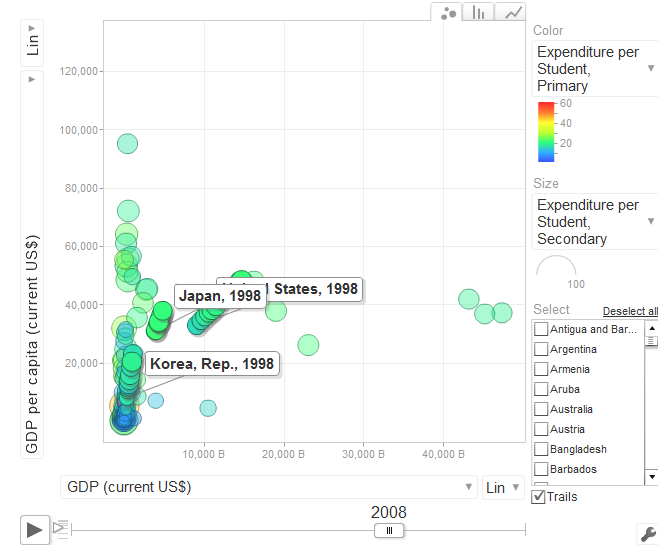 Lin
GDP per capita (current US$)
120,000
100,000
80,000
60,000
40,000
20,000
10,000 B
20,000 B
30,000 B
40,000 B
Japan, 1998
States, 1998
Korea, Rep., 1998
GDP (current US$)
Lin
2008
Color
Expenditure per
Student,
Primary
60
40
20
Size
Expenditure per
Student,
Secondary
100
Select
Deselect all
Antigua and Bar...
Argentina
Armenia
Aruba
Australia
Austria
Bangladesh
Barbados
Trails